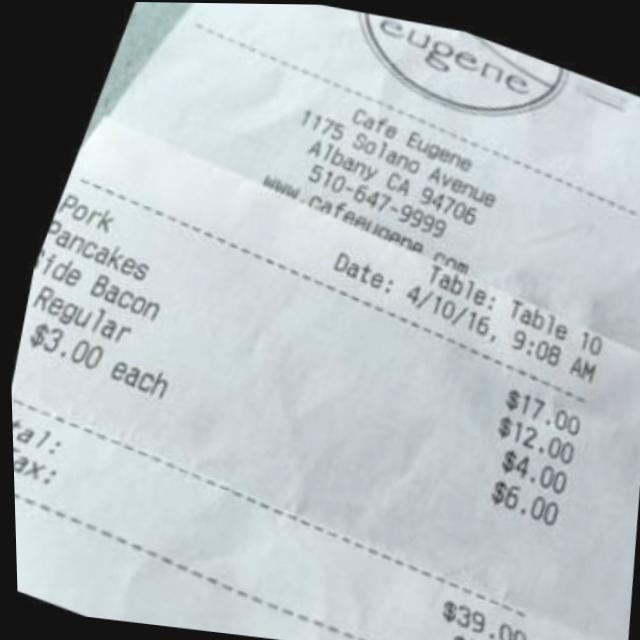 eugene
Cafe Eugene
1175 Solano Avenue
Albany CA 94706
510-647-9999
www.cafeeugene.com
Table: Table 10
Date: 4/10/16, 9:08 AM
Pork $17.00
Pancakes $12.00
ide Bacon $4.00
Regular $6.00
$3.00 each
tal: $39.00
ax: